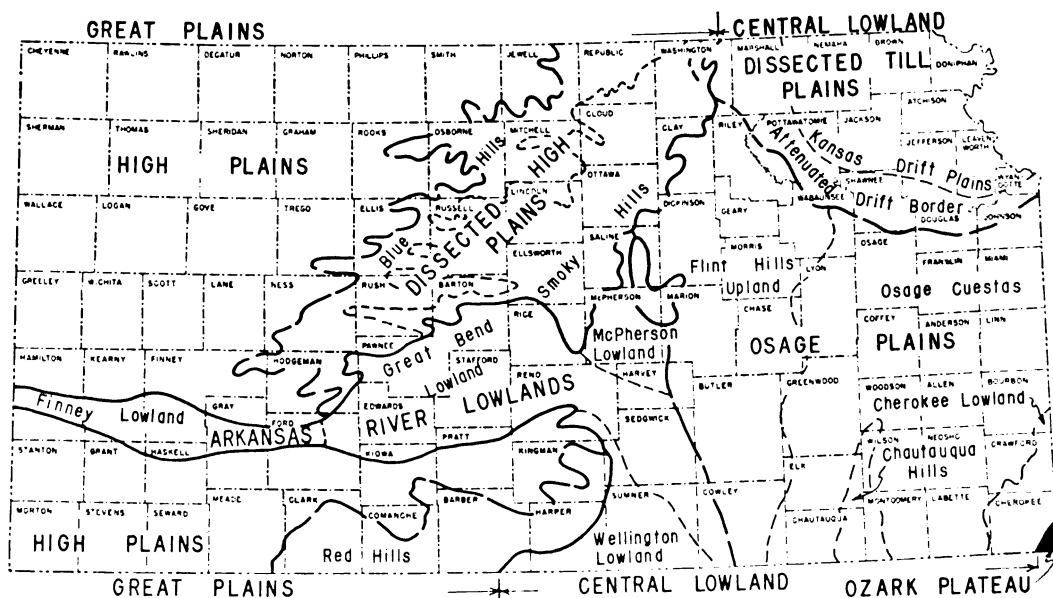 GREAT PLAINS
CENTRAL LOWLAND
CHEYENNE RAWLINS DECATUR NORTON PHILLIPS SMITH JEWELL REPUBLIC WASHINGTON MARSHALL NEMAHA BROWN
DISSECTED TILL
PLAINS
DONIPHAN
CLOUD
ATCHISON
SHERMAN THOMAS SHERIDAN GRAHAM ROOKS OSBORNE MITCHELL CLAY RILEY POTTAWATOMIE JACKSON
HIGH PLAINS
JEFFERSON LEAVEN
WORTH
Kansas
Drift Plains
Attenuated
Drift Border
WYAN
DOTTE
OTTAWA
LINCOLN
SHAWNEE
WALLACE LOGAN GOVE TREGO ELLIS RUSSELL DICKINSON WABAUNSEE
DOUGLAS JOHNSON
GEARY
Blue
Hills
DISSECTED
HIGH
PLAINS
Smoky
Hills
SALINE
ELLSWORTH
MORRIS
OSAGE
FRANKLIN MIAMI
Flint Hills
Upland
LYON
Osage Cuestas
GREELEY WICHITA SCOTT LANE NESS RUSH BARTON McPHERSON MARION
CHASE
RICE
COFFEY
ANDERSON LINN
PAWNEE
McPherson
Lowland
OSAGE PLAINS
HAMILTON KEARNY FINNEY HODGEMAN
Great Bend
Lowland
STAFFORD
RENO HARVEY
BUTLER GREENWOOD WOODSON ALLEN BOURBON
Cherokee Lowland
Finney Lowland
GRAY
FORD
EDWARDS
ARKANSAS RIVER LOWLANDS
SEDGWICK
PRATT
STANTON GRANT HASKELL KIOWA KINGMAN
WILSON NEOSHO CRAWFORD
Chautauqua
Hills
ELK
MEADE CLARK BARBER SUMNER COWLEY
MONTGOMERY LABETTE CHEROKEE
MORTON STEVENS SEWARD COMANCHE HARPER
CHAUTAUQUA
HIGH PLAINS
Red Hills
Wellington
Lowland
GREAT PLAINS
CENTRAL LOWLAND
OZARK PLATEAU